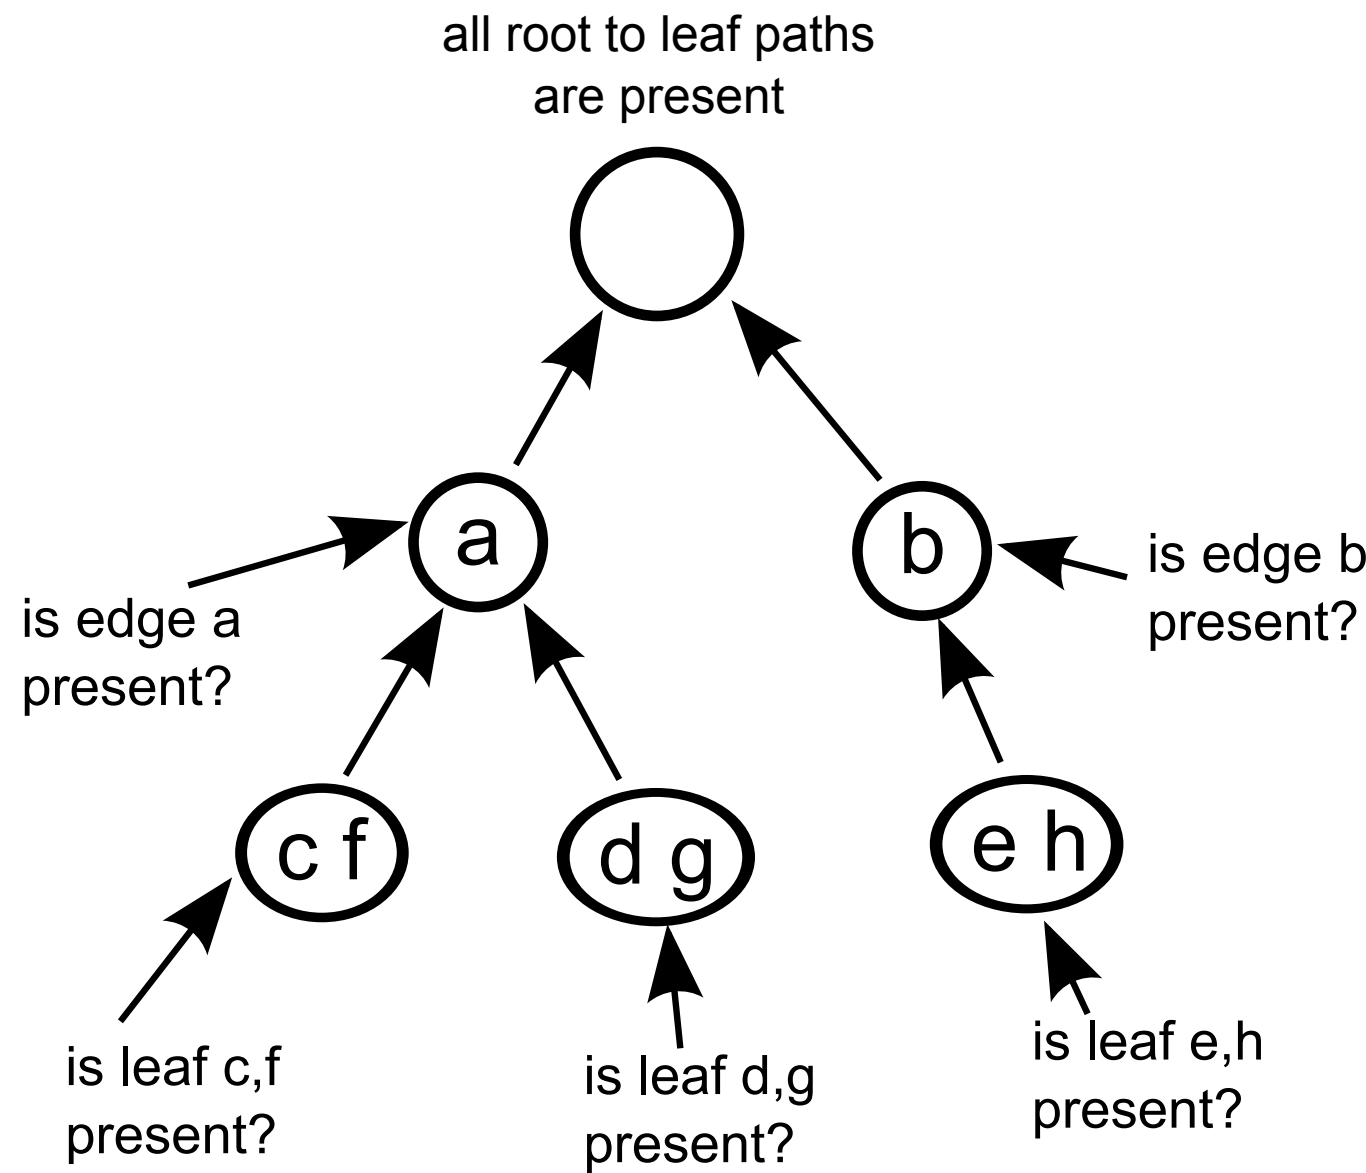 all root to leaf paths
are present
a
b
is edge a
present?
is edge b
present?
c f
d g
e h
is leaf c,f
present?
is leaf d,g
present?
is leaf e,h
present?